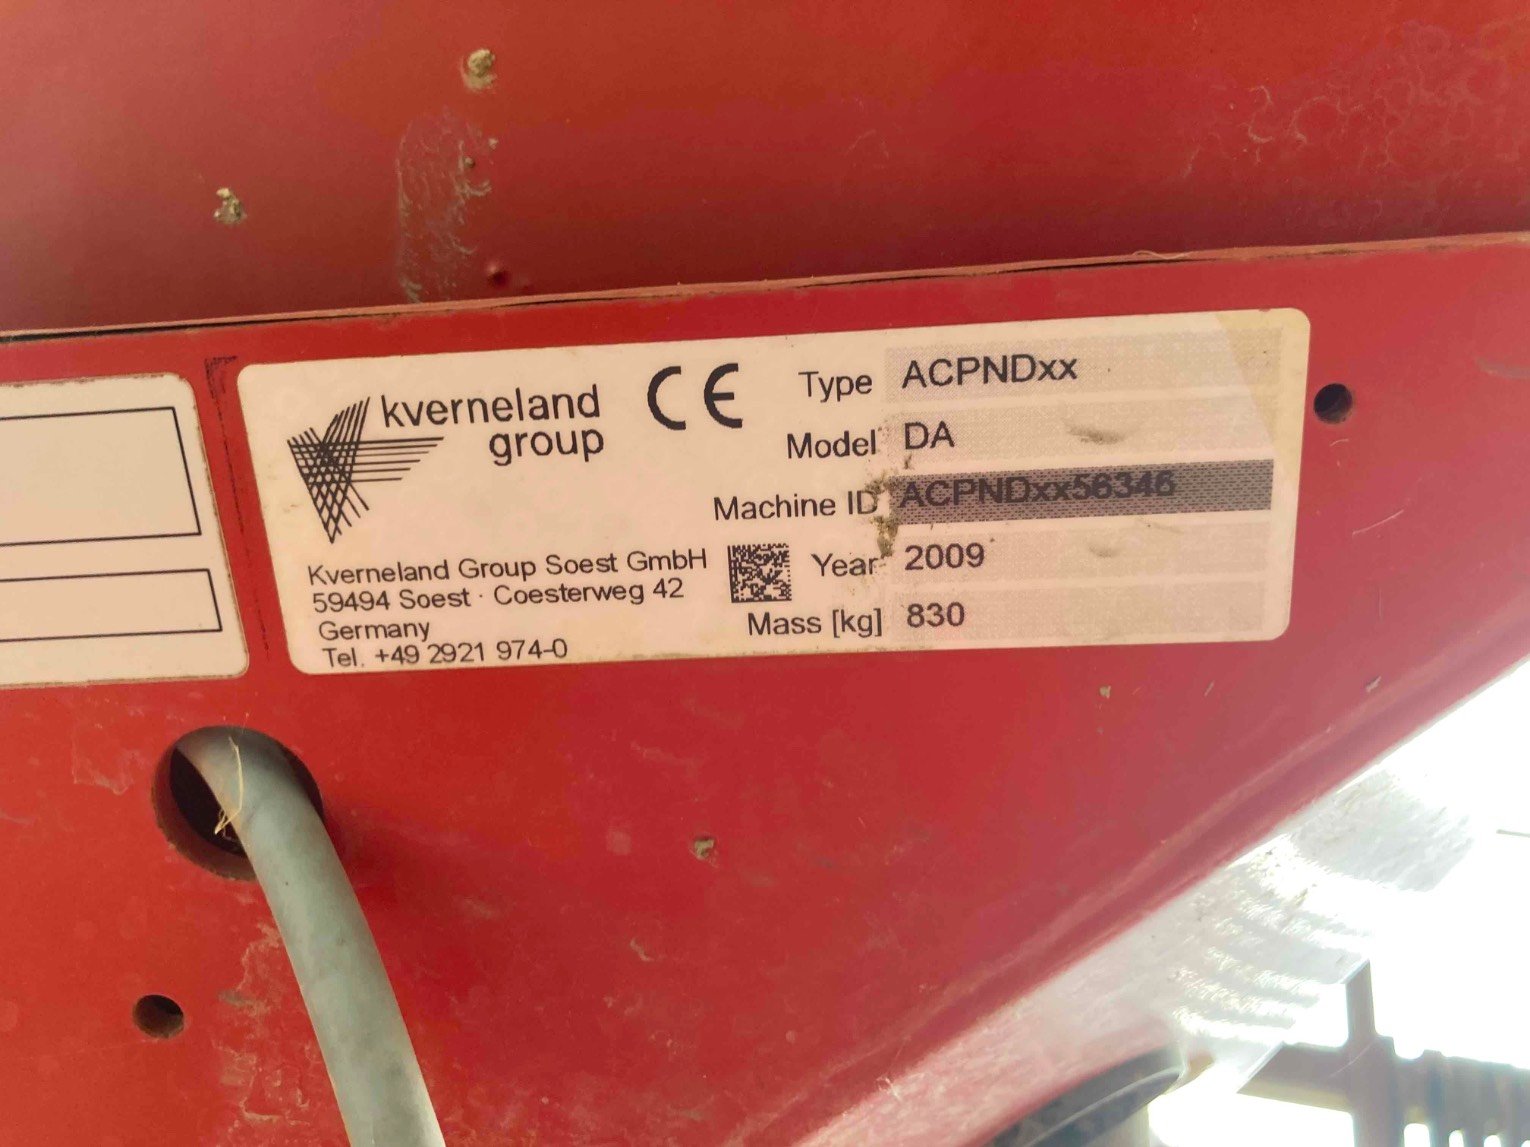 kverneland
group
CE
Type ACPNDxx
Model DA
Machine ID ACPNDxx56346
Year 2009
Mass [kg] 830
Kverneland Group Soest GmbH
59494 Soest · Coesterweg 42
Germany
Tel. +49 2921 974-0